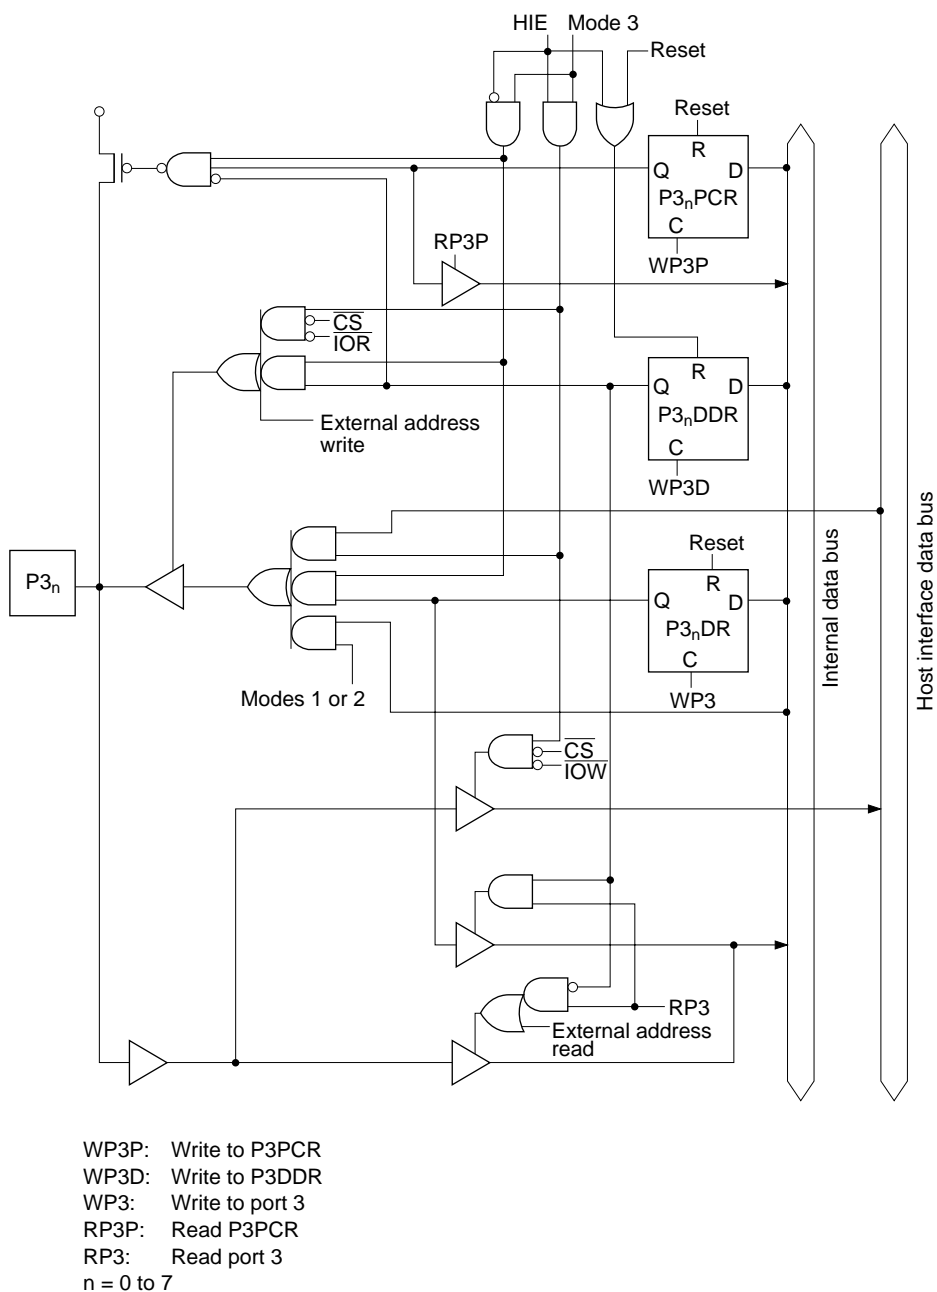 HIE Mode 3
Reset
Reset
R
Q D
P3nPCR
C
RP3P
WP3P
CS
IOR
R
Q D
P3nDDR
External address
write
C
WP3D
Reset
P3n
R
Q D
P3nDR
C
Modes 1 or 2
WP3
CS
IOW
RP3
External address
read
Internal data bus
Host interface data bus
WP3P: Write to P3PCR
WP3D: Write to P3DDR
WP3: Write to port 3
RP3P: Read P3PCR
RP3: Read port 3
n = 0 to 7